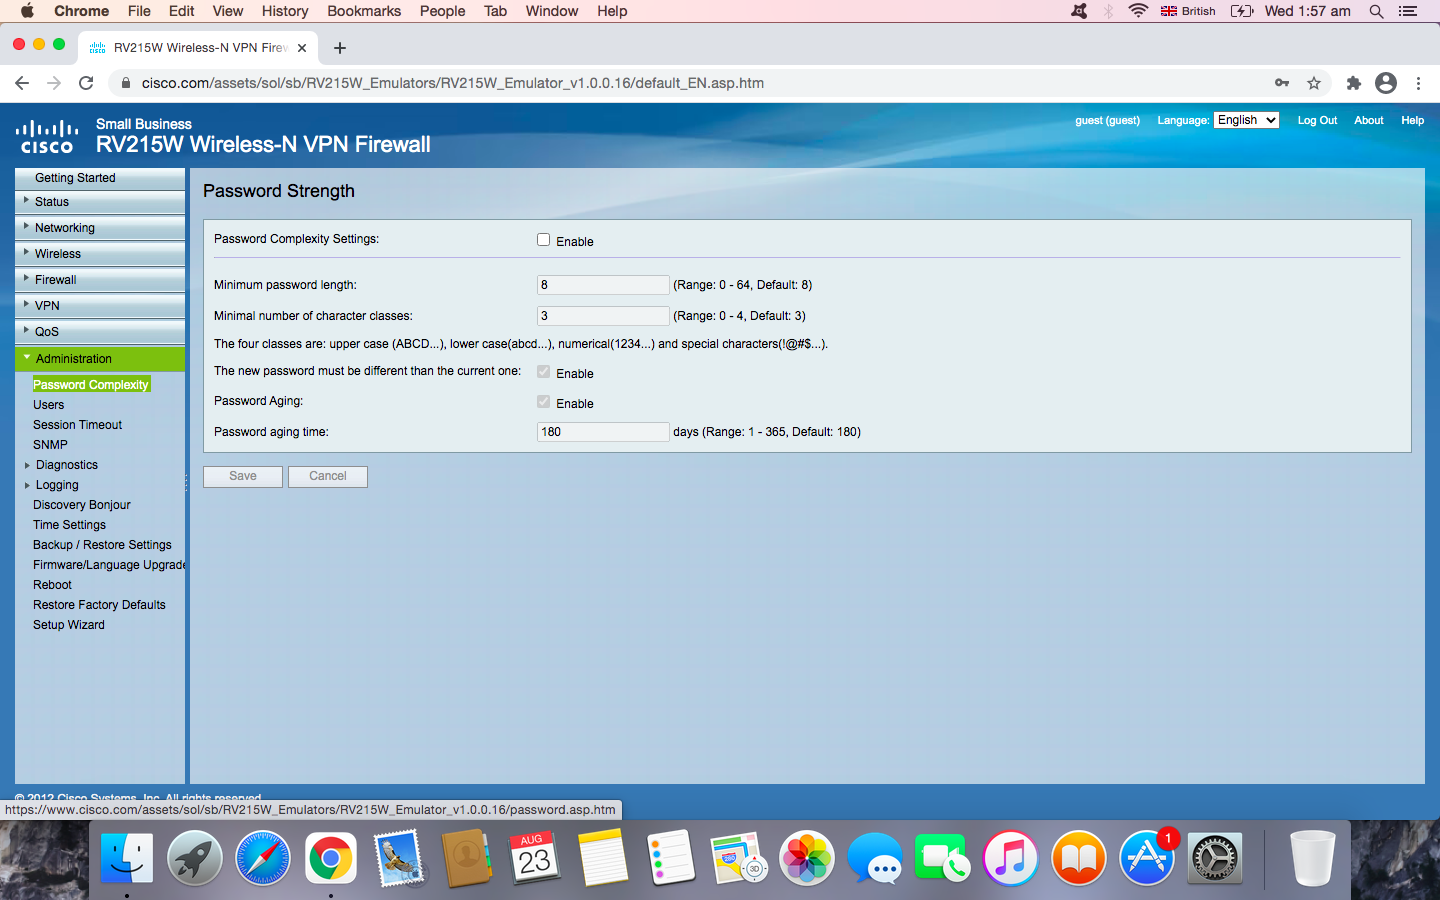 Chrome File Edit View History Bookmarks People Tab Window Help British Wed 1:57 am
RV215W Wireless-N VPN Firew
cisco.com/assets/sol/sb/RV215W_Emulators/RV215W_Emulator_v1.0.0.16/default_EN.asp.htm
Small Business
guest (guest) Language: English Log Out About Help
CISCO RV215W Wireless-N VPN Firewall
Getting Started
Status
Networking
Wireless
Firewall
VPN
QoS
Administration
Password Complexity
Users
Session Timeout
SNMP
Diagnostics
Logging
Discovery Bonjour
Time Settings
Backup / Restore Settings
Firmware/Language Upgrade
Reboot
Restore Factory Defaults
Setup Wizard
Password Strength
Password Complexity Settings: Enable
Minimum password length: 8 (Range: 0 - 64, Default: 8)
Minimal number of character classes: 3 (Range: 0 - 4, Default: 3)
The four classes are: upper case (ABCD...), lower case(abcd...), numerical(1234...) and special characters(!@#$...).
The new password must be different than the current one: Enable
Password Aging: Enable
Password aging time: 180 days (Range: 1 - 365, Default: 180)
Save Cancel
© 2012 Cisco Systems, Inc. All rights reserved.
https://www.cisco.com/assets/sol/sb/RV215W_Emulators/RV215W_Emulator_v1.0.0.16/password.asp.htm
AUG
23
280
3D
1